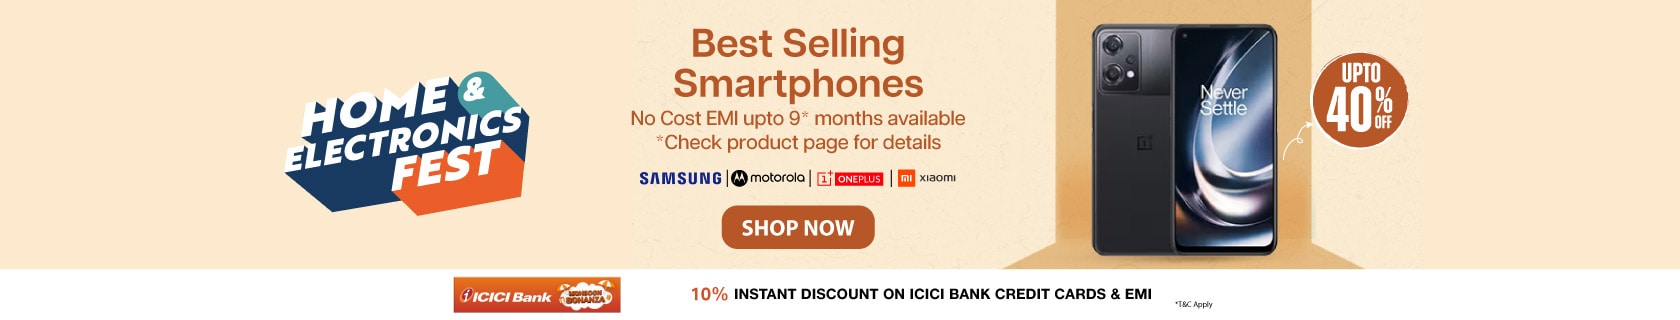 HOME &
ELECTRONICS
FEST
Best Selling
Smartphones
No Cost EMI upto 9* months available
*Check product page for details
SAMSUNG | motorola | 1+ ONEPLUS | mi xiaomi
SHOP NOW
Never
Settle
UPTO
40%
OFF
ICICI Bank
MONSOON
BONANZA
10% INSTANT DISCOUNT ON ICICI BANK CREDIT CARDS & EMI
*T&C Apply